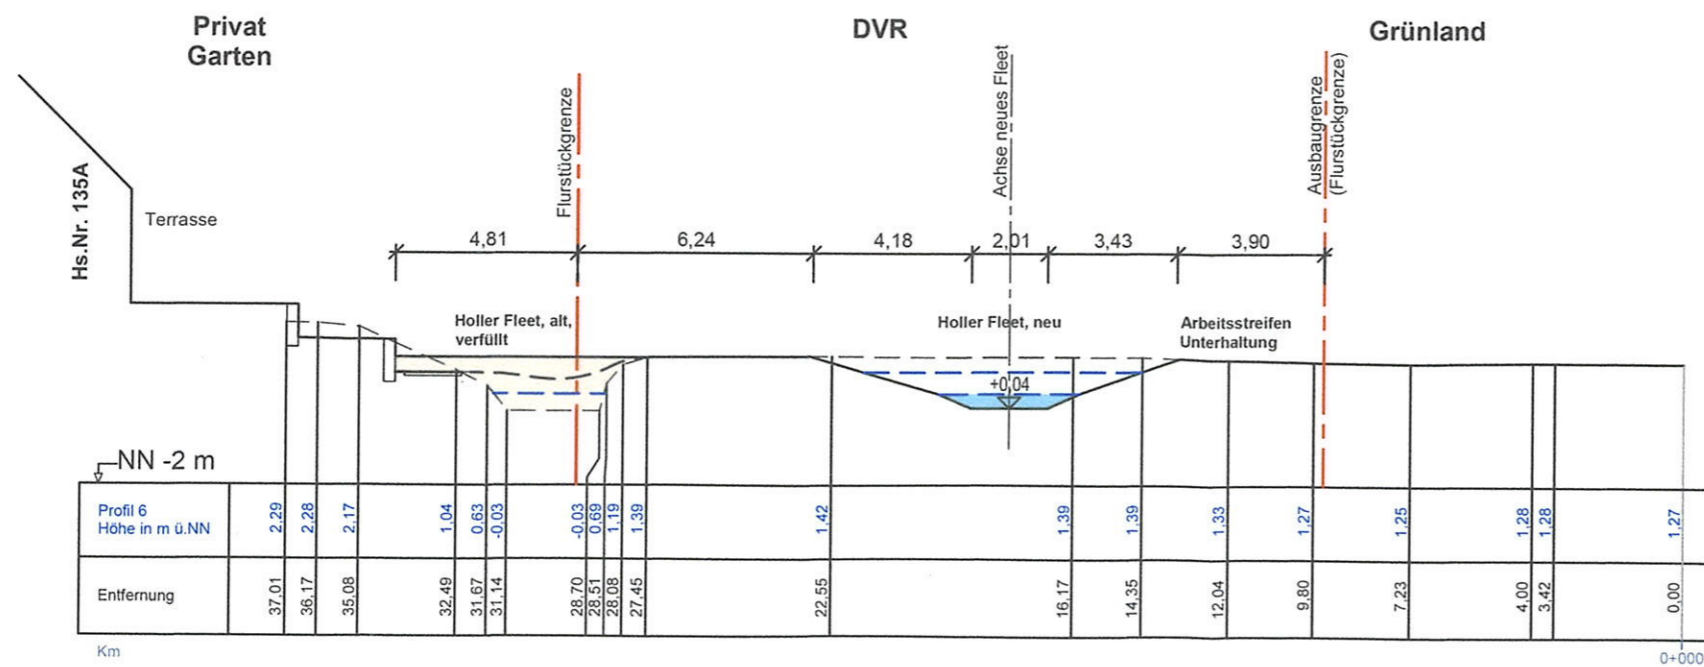 Privat
Garten
DVR
Grünland
Hs.Nr. 135A
Terrasse
Flurstückgrenze
Achse neues Fleet
Ausbaugrenze
(Flurstückgrenze)
4,81
6,24
4,18
2,01
3,43
3,90
Holler Fleet, alt,
verfüllt
Holler Fleet, neu
Arbeitsstreifen
Unterhaltung
+0,04
NN -2 m
Profil 6
Höhe in m ü.NN
2,29
2,28
2,17
1,04
0,63
-0,03
-0,03
0,69
1,19
1,39
1,42
1,39
1,39
1,33
1,27
1,25
1,28
1,28
1,27
Entfernung
37,01
36,17
35,08
32,49
31,67
31,14
28,70
28,51
28,08
27,45
22,55
16,17
14,35
12,04
9,80
7,23
4,00
3,42
0,00
Km
0+000